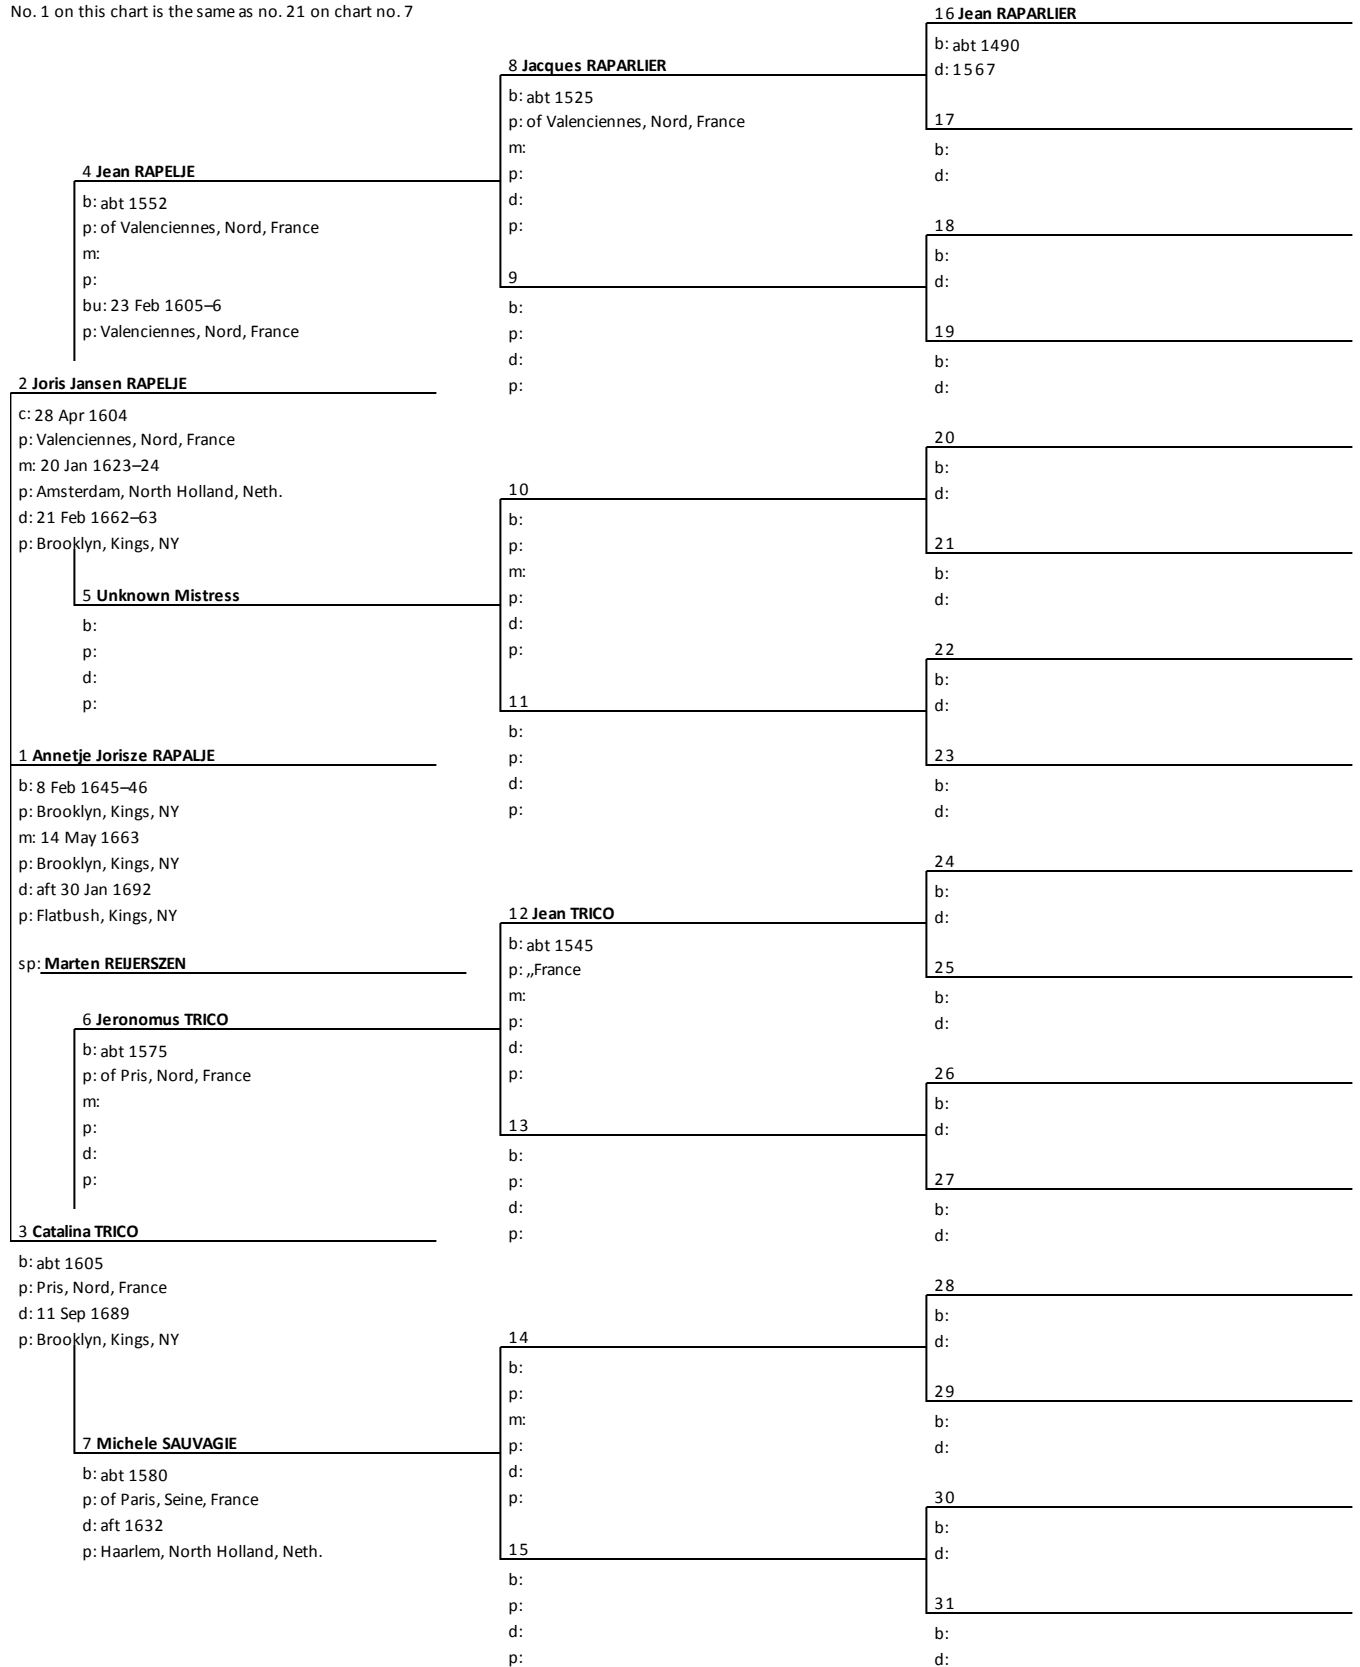 No. 1 on this chart is the same as no. 21 on chart no. 7
16 Jean RAPARLIER
b: abt 1490
d: 1567
8 Jacques RAPARLIER
b: abt 1525
p: of Valenciennes, Nord, France
m:
p:
d:
p:
17
b:
d:
4 Jean RAPELJE
b: abt 1552
p: of Valenciennes, Nord, France
m:
p:
bu: 23 Feb 1605–6
p: Valenciennes, Nord, France
18
b:
d:
9
b:
p:
d:
p:
19
b:
d:
2 Joris Jansen RAPELJE
c: 28 Apr 1604
p: Valenciennes, Nord, France
m: 20 Jan 1623–24
p: Amsterdam, North Holland, Neth.
d: 21 Feb 1662–63
p: Brooklyn, Kings, NY
20
b:
d:
10
b:
p:
m:
p:
d:
p:
21
b:
d:
5 Unknown Mistress
b:
p:
d:
p:
22
b:
d:
11
b:
p:
d:
p:
23
b:
d:
1 Annetje Jorisze RAPALJE
b: 8 Feb 1645–46
p: Brooklyn, Kings, NY
m: 14 May 1663
p: Brooklyn, Kings, NY
d: aft 30 Jan 1692
p: Flatbush, Kings, NY
sp: Marten REIJERSZEN
24
b:
d:
12 Jean TRICO
b: abt 1545
p: ,,France
m:
p:
d:
p:
25
b:
d:
6 Jeronomus TRICO
b: abt 1575
p: of Pris, Nord, France
m:
p:
d:
p:
26
b:
d:
13
b:
p:
d:
p:
27
b:
d:
3 Catalina TRICO
b: abt 1605
p: Pris, Nord, France
d: 11 Sep 1689
p: Brooklyn, Kings, NY
28
b:
d:
14
b:
p:
m:
p:
d:
p:
29
b:
d:
7 Michele SAUVAGIE
b: abt 1580
p: of Paris, Seine, France
d: aft 1632
p: Haarlem, North Holland, Neth.
30
b:
d:
15
b:
p:
d:
p:
31
b:
d: